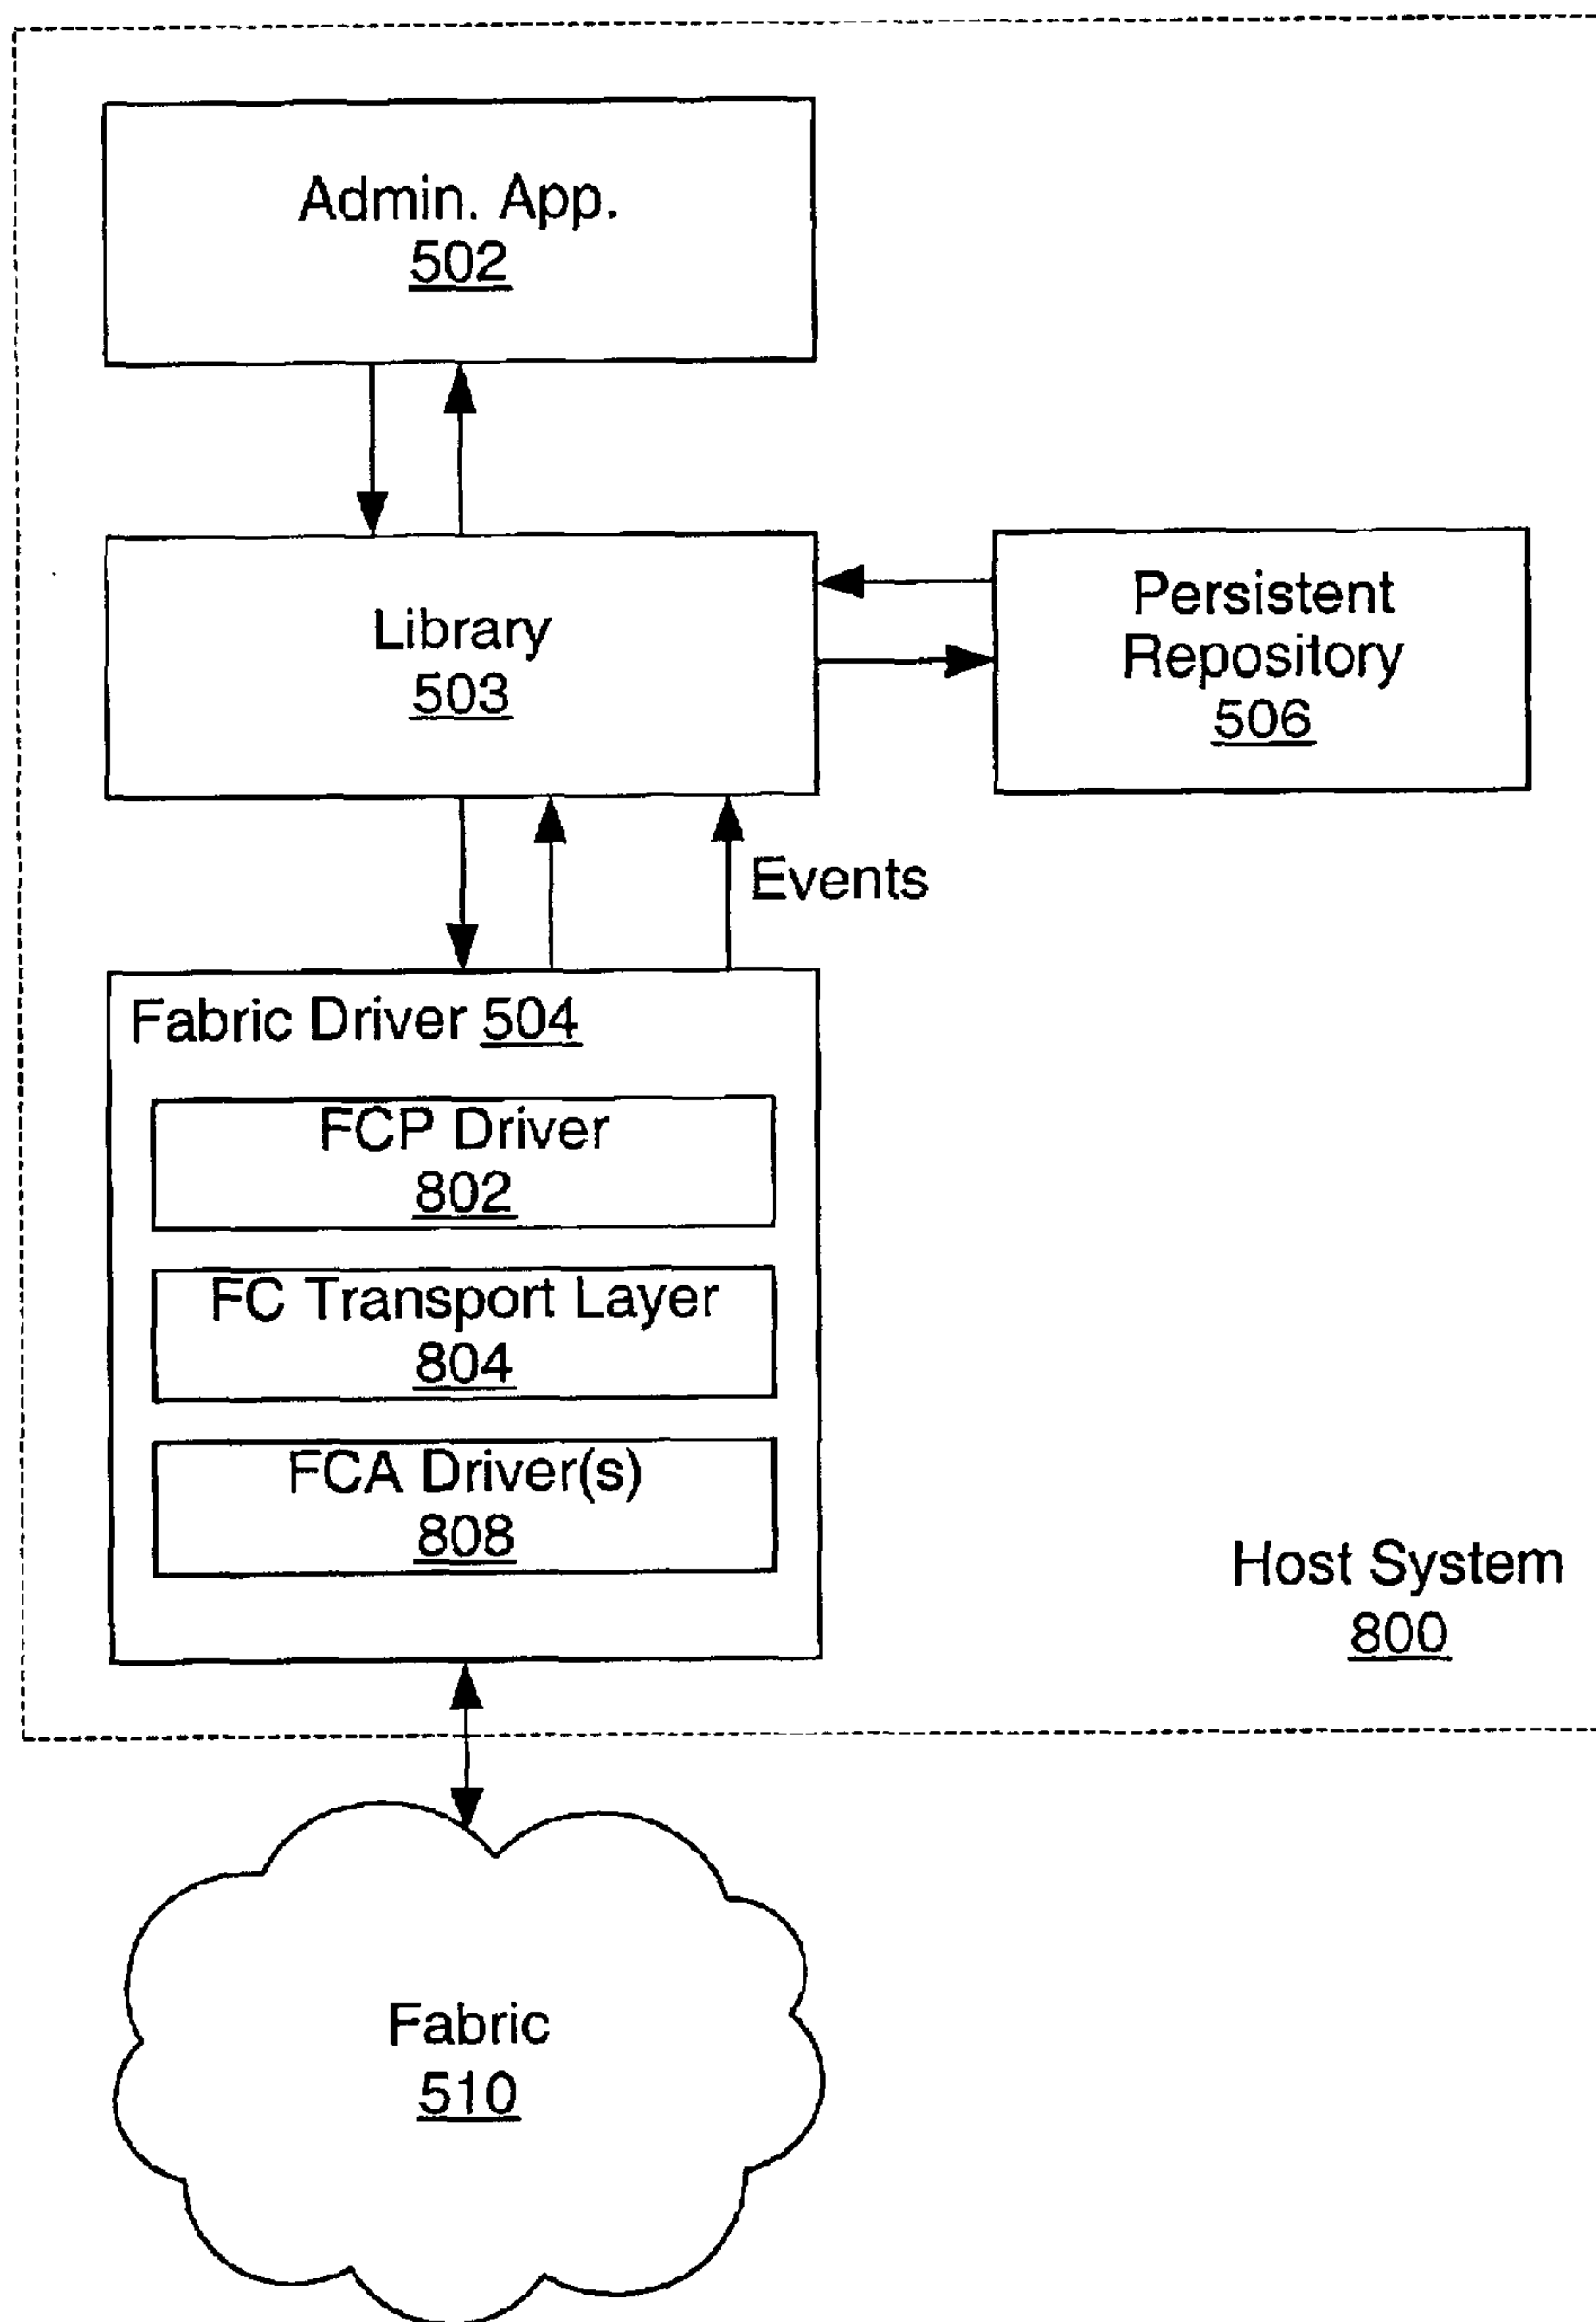 Admin. App.
502
Library
503
Persistent
Repository
506
Events
Fabric Driver 504
FCP Driver
802
FC Transport Layer
804
FCA Driver(s)
808
Host System
800
Fabric
510